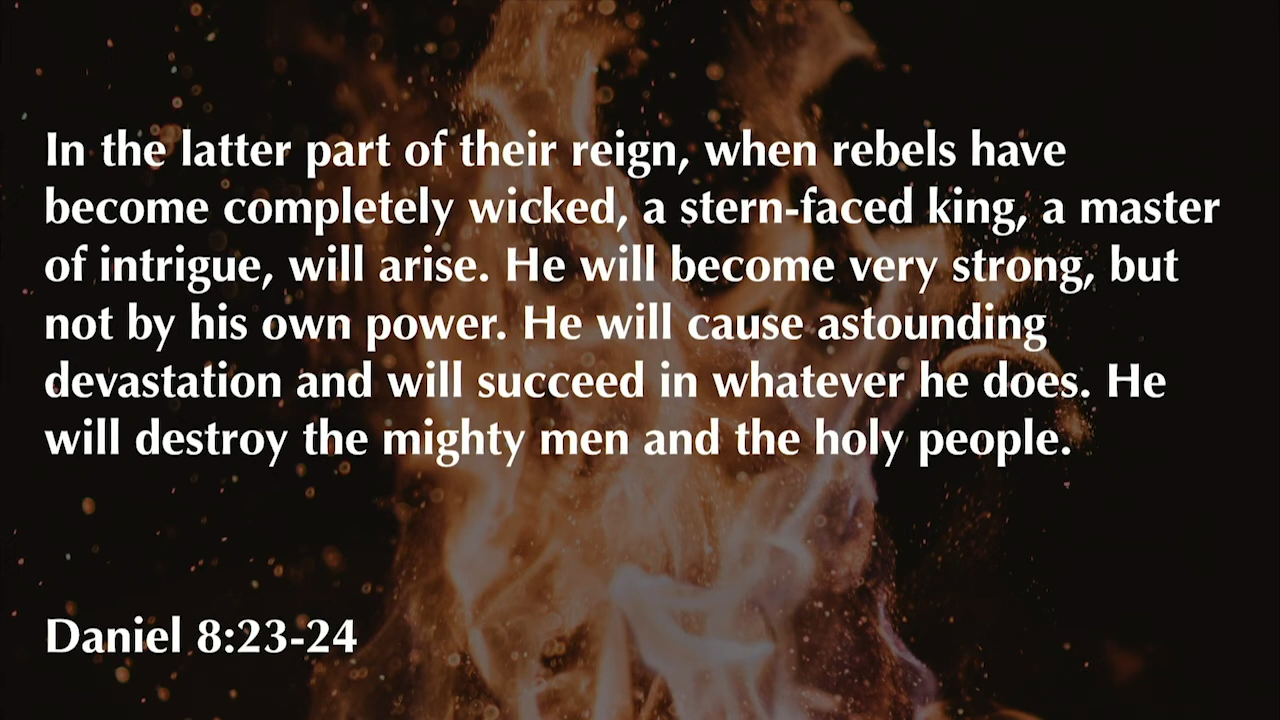 In the latter part of their reign, when rebels have
become completely wicked, a stern-faced king, a master
of intrigue, will arise. He will become very strong, but
not by his own power. He will cause astounding
devastation and will succeed in whatever he does. He
will destroy the mighty men and the holy people.
Daniel 8:23-24